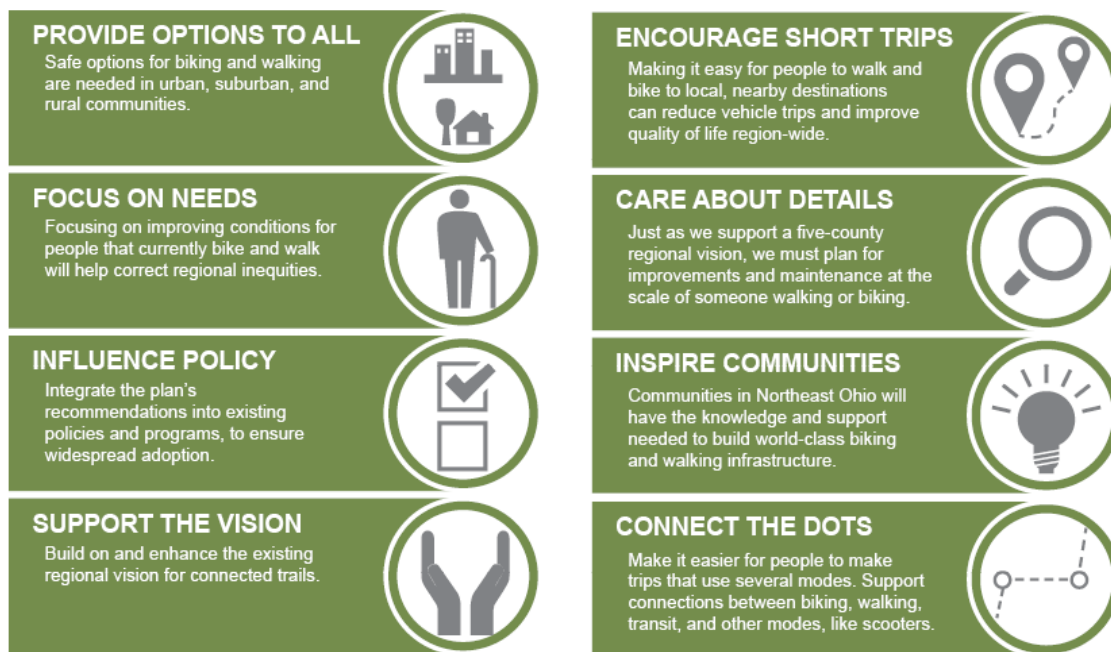 PROVIDE OPTIONS TO ALL
Safe options for biking and walking
are needed in urban, suburban, and
rural communities.
FOCUS ON NEEDS
Focusing on improving conditions for
people that currently bike and walk
will help correct regional inequities.
INFLUENCE POLICY
Integrate the plan’s
recommendations into existing
policies and programs, to ensure
widespread adoption.
SUPPORT THE VISION
Build on and enhance the existing
regional vision for connected trails.
ENCOURAGE SHORT TRIPS
Making it easy for people to walk and
bike to local, nearby destinations
can reduce vehicle trips and improve
quality of life region-wide.
CARE ABOUT DETAILS
Just as we support a five-county
regional vision, we must plan for
improvements and maintenance at the
scale of someone walking or biking.
INSPIRE COMMUNITIES
Communities in Northeast Ohio will
have the knowledge and support
needed to build world-class biking
and walking infrastructure.
CONNECT THE DOTS
Make it easier for people to make
trips that use several modes. Support
connections between biking, walking,
transit, and other modes, like scooters.